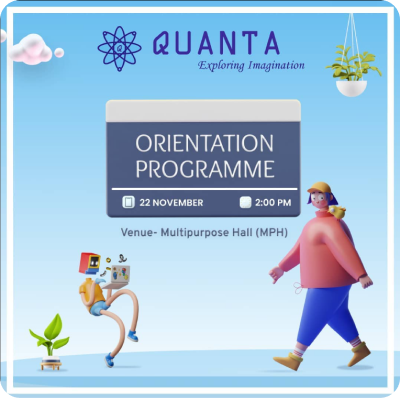 QUANTA
Exploring Imagination
ORIENTATION
PROGRAMME
22 NOVEMBER 2:00 PM
Venue- Multipurpose Hall (MPH)